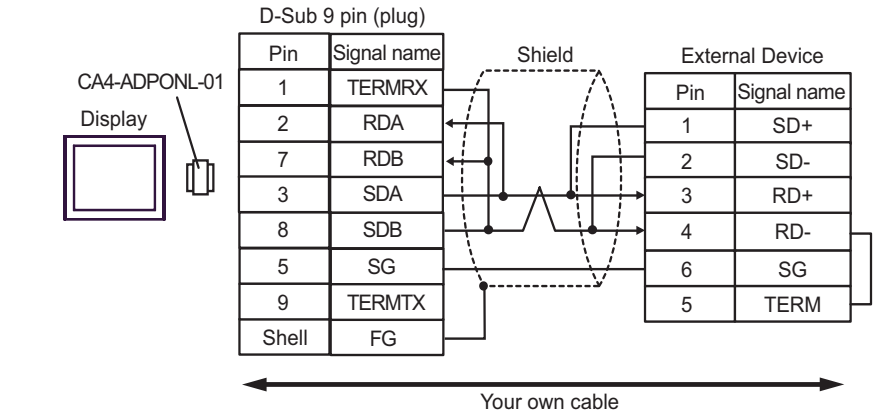 D-Sub 9 pin (plug)
Pin Signal name
1 TERMRX
2 RDA
7 RDB
3 SDA
8 SDB
5 SG
9 TERMTX
Shell FG
CA4-ADPONL-01
Display
Shield
External Device
Pin Signal name
1 SD+
2 SD-
3 RD+
4 RD-
6 SG
5 TERM
Your own cable